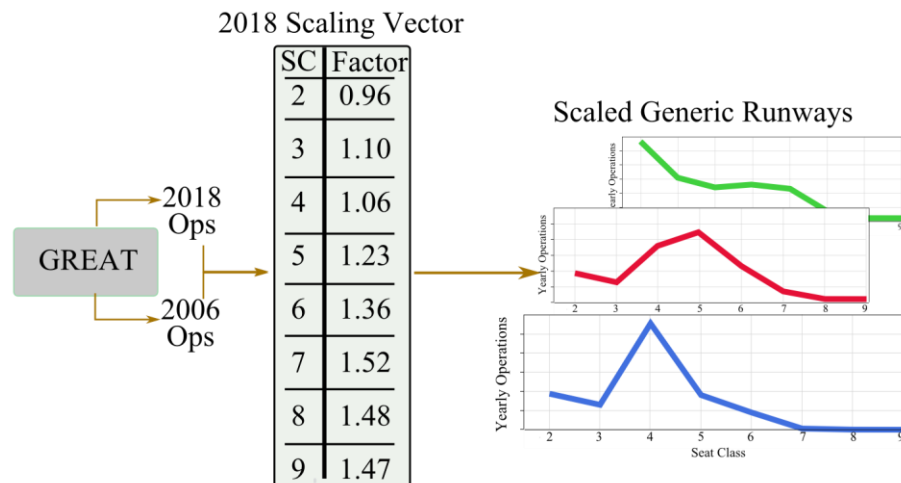 2018 Scaling Vector
SC Factor
2 0.96
3 1.10
4 1.06
5 1.23
6 1.36
7 1.52
8 1.48
9 1.47
GREAT
2018
Ops
2006
Ops
Scaled Generic Runways
Yearly Operations
9
Yearly Operations
2 3 4 5 6 7 8 9
Yearly Operations
2 3 4 5 6 7 8 9
Seat Class